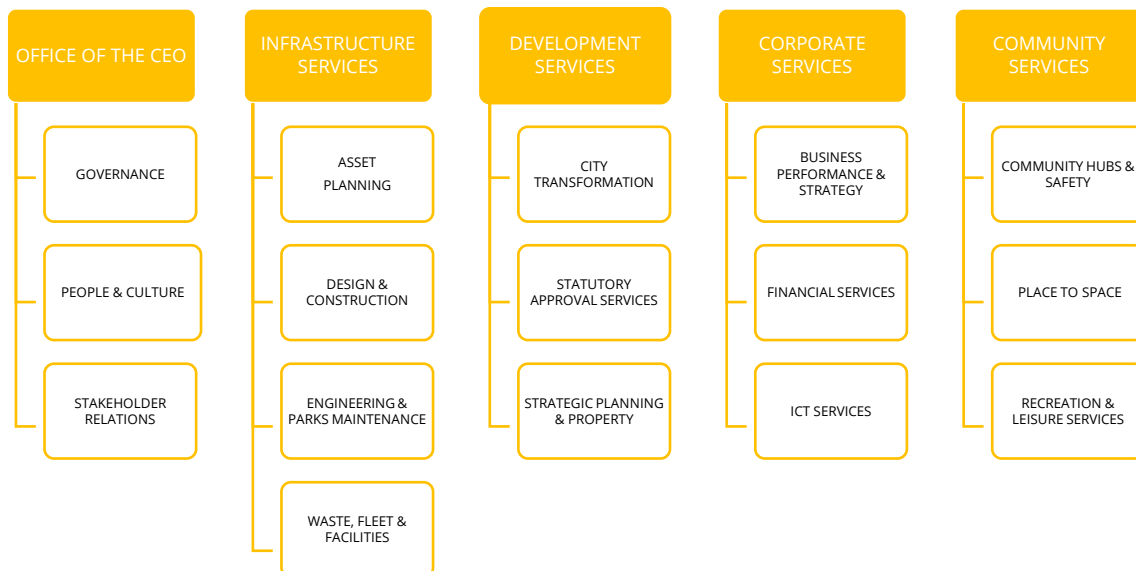 OFFICE OF THE CEO
GOVERNANCE
PEOPLE & CULTURE
STAKEHOLDER
RELATIONS
INFRASTRUCTURE
SERVICES
ASSET
PLANNING
DESIGN &
CONSTRUCTION
ENGINEERING &
PARKS MAINTENANCE
WASTE, FLEET &
FACILITIES
DEVELOPMENT
SERVICES
CITY
TRANSFORMATION
STATUTORY
APPROVAL SERVICES
STRATEGIC PLANNING
& PROPERTY
CORPORATE
SERVICES
BUSINESS
PERFORMANCE &
STRATEGY
FINANCIAL SERVICES
ICT SERVICES
COMMUNITY
SERVICES
COMMUNITY HUBS &
SAFETY
PLACE TO SPACE
RECREATION &
LEISURE SERVICES